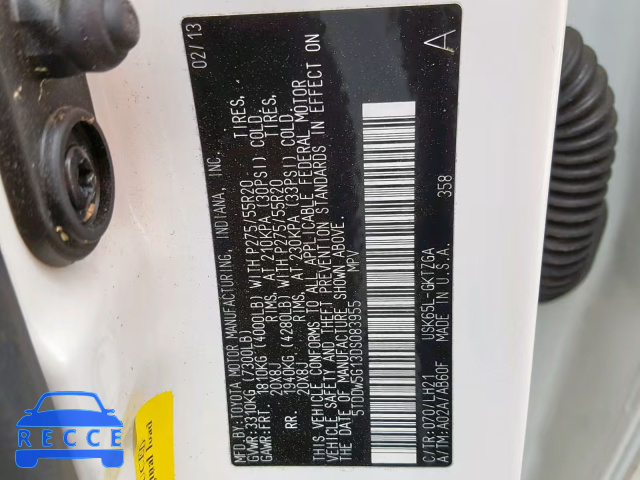 MFD.BY:TOYOTA MOTOR MANUFACTURING, INDIANA, INC. 02/13
GVWR:3310KG (7300LB)
GAWR:FRT. 1810KG (4000LB) WITH P275/55R20 TIRES,
20X8J RIMS, AT 210KPA (30PSI) COLD.
RR. 1940KG (4280LB) WITH P275/55R20 TIRES,
20X8J RIMS, AT 230KPA (33PSI) COLD.
THIS VEHICLE CONFORMS TO ALL APPLICABLE FEDERAL MOTOR
VEHICLE SAFETY AND THEFT PREVENTION STANDARDS IN EFFECT ON
THE DATE OF MANUFACTURE SHOWN ABOVE.
5TDDW5G13DS083955 MPV
A
C/TR:070/LH21 USK65L-GKTZGA 358
A/TM:A02A/AB60F MADE IN U.S.A.
load